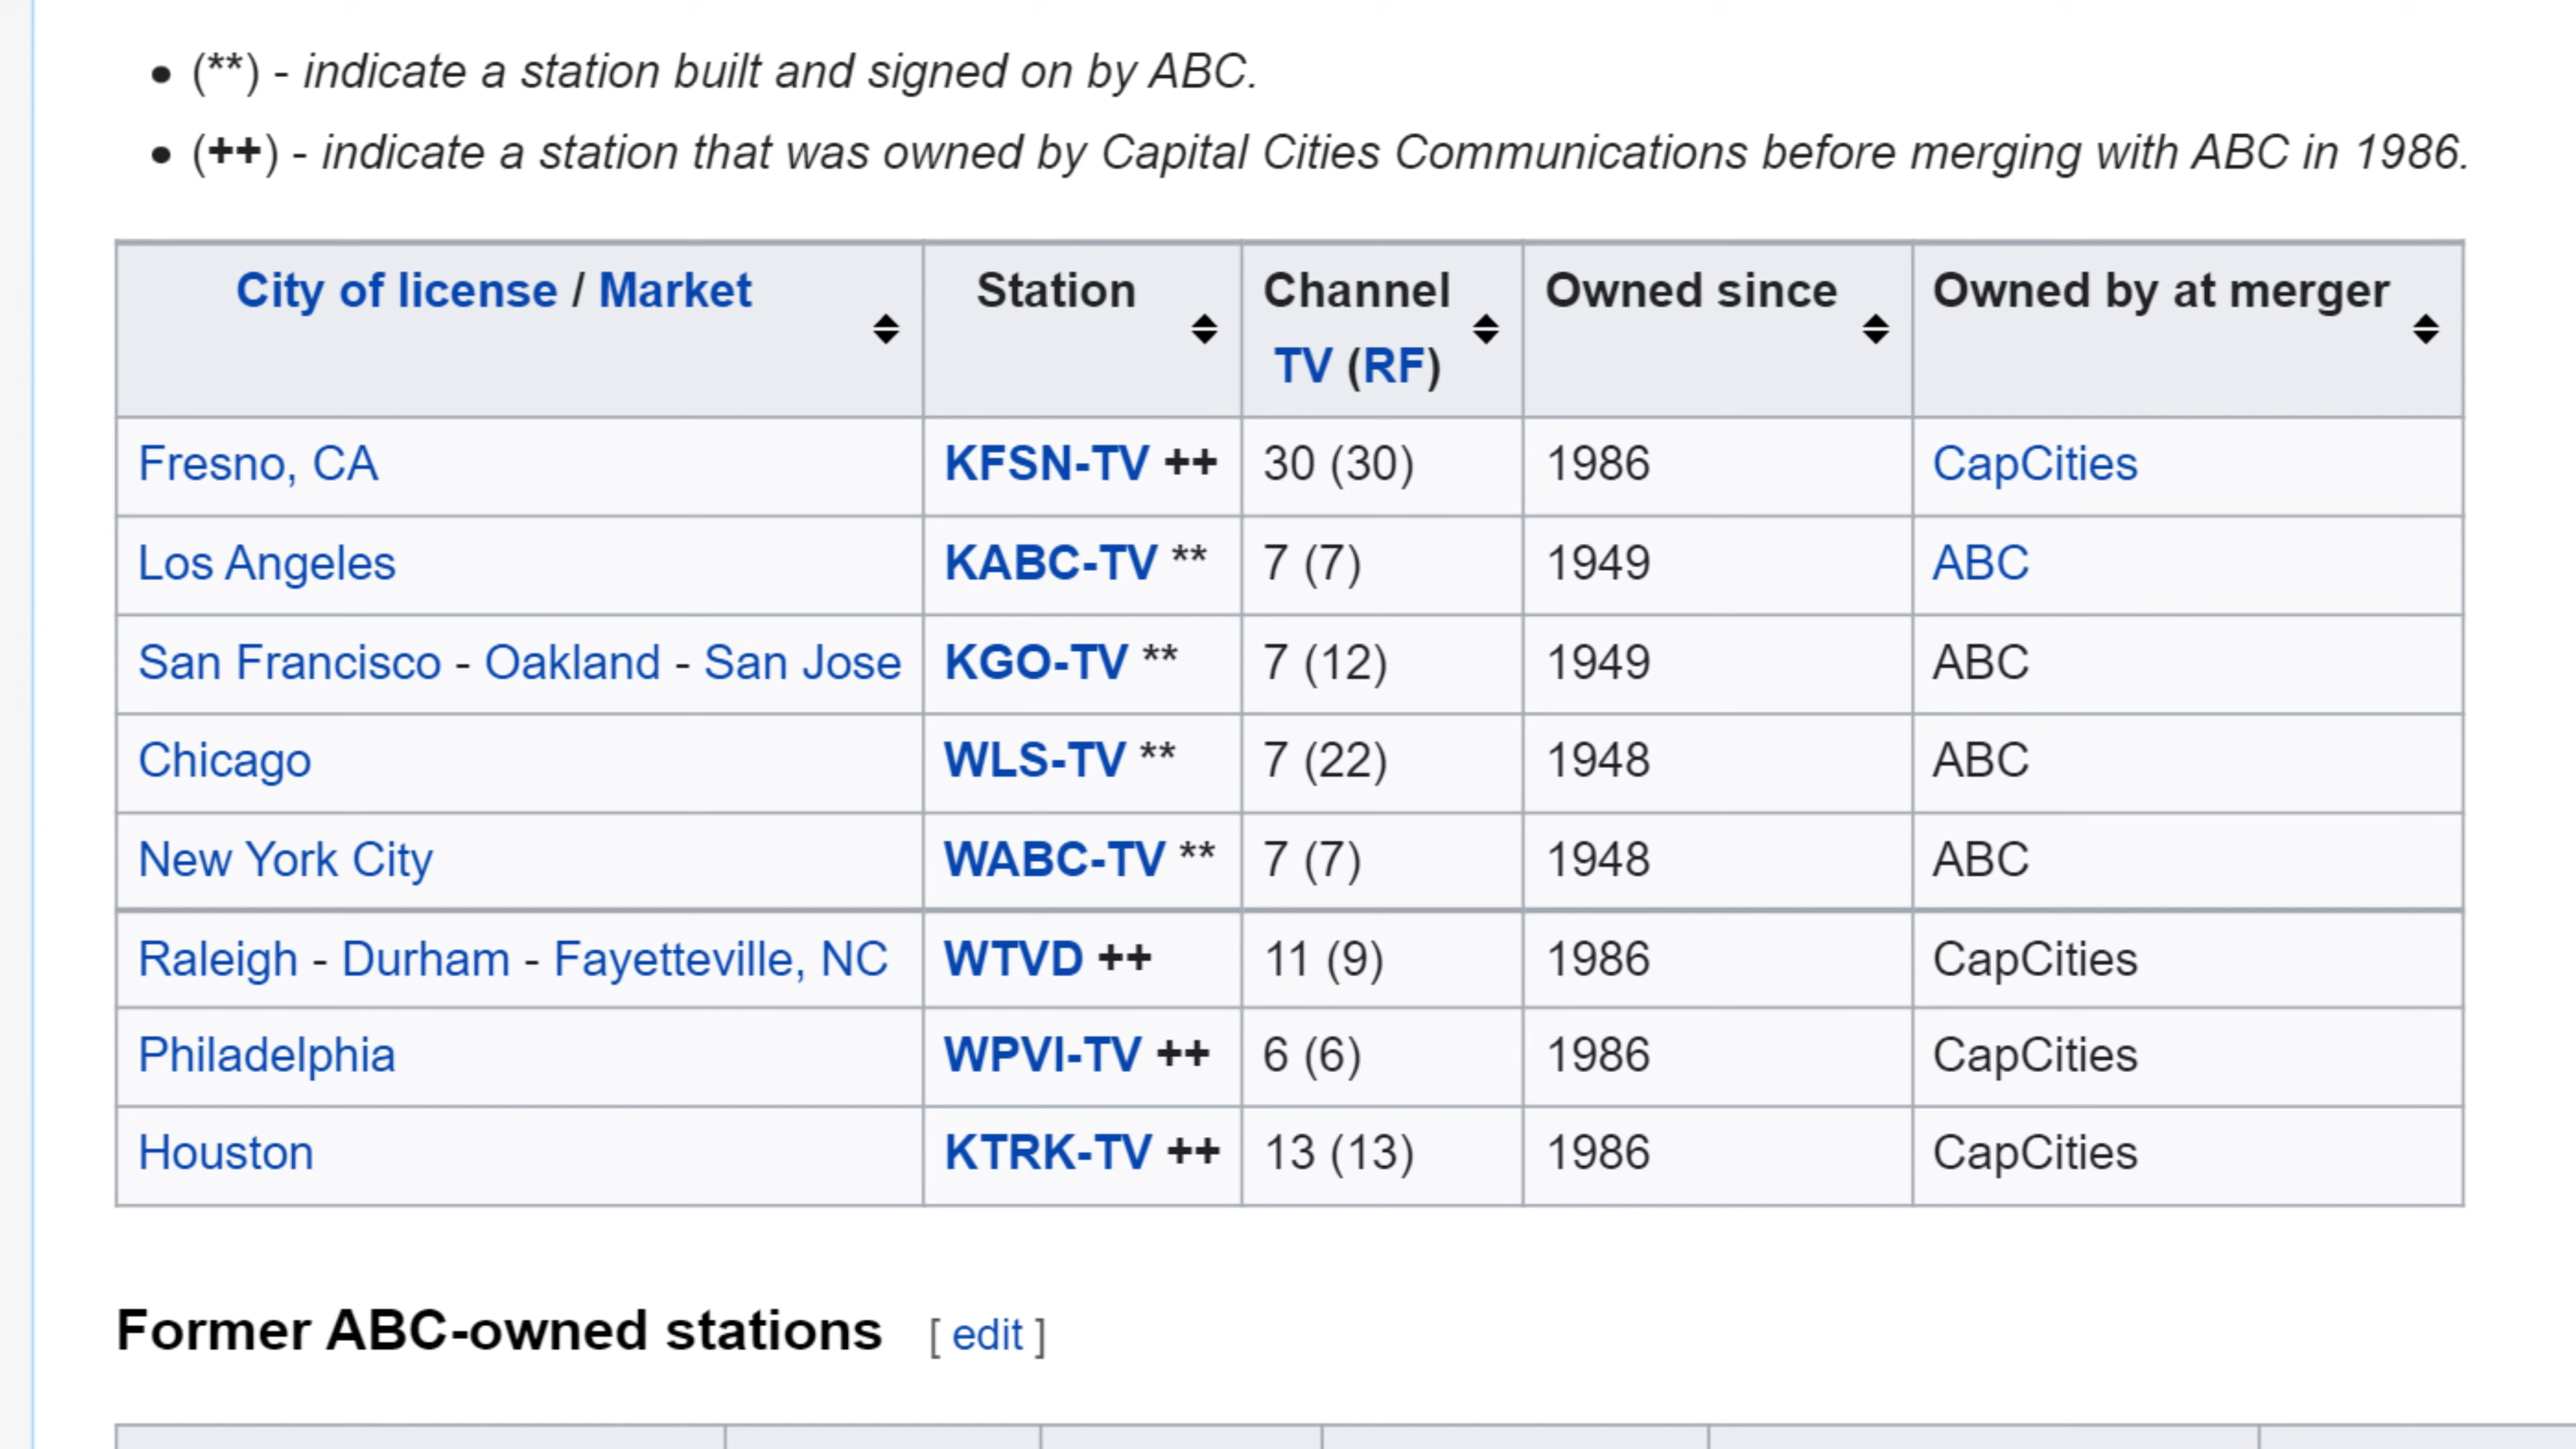 (**) - indicate a station built and signed on by ABC.
(++) - indicate a station that was owned by Capital Cities Communications before merging with ABC in 1986.
City of license / Market Station Channel TV (RF) Owned since Owned by at merger
Fresno, CA KFSN-TV ++ 30 (30) 1986 CapCities
Los Angeles KABC-TV ** 7 (7) 1949 ABC
San Francisco - Oakland - San Jose KGO-TV ** 7 (12) 1949 ABC
Chicago WLS-TV ** 7 (22) 1948 ABC
New York City WABC-TV ** 7 (7) 1948 ABC
Raleigh - Durham - Fayetteville, NC WTVD ++ 11 (9) 1986 CapCities
Philadelphia WPVI-TV ++ 6 (6) 1986 CapCities
Houston KTRK-TV ++ 13 (13) 1986 CapCities
Former ABC-owned stations [ edit ]